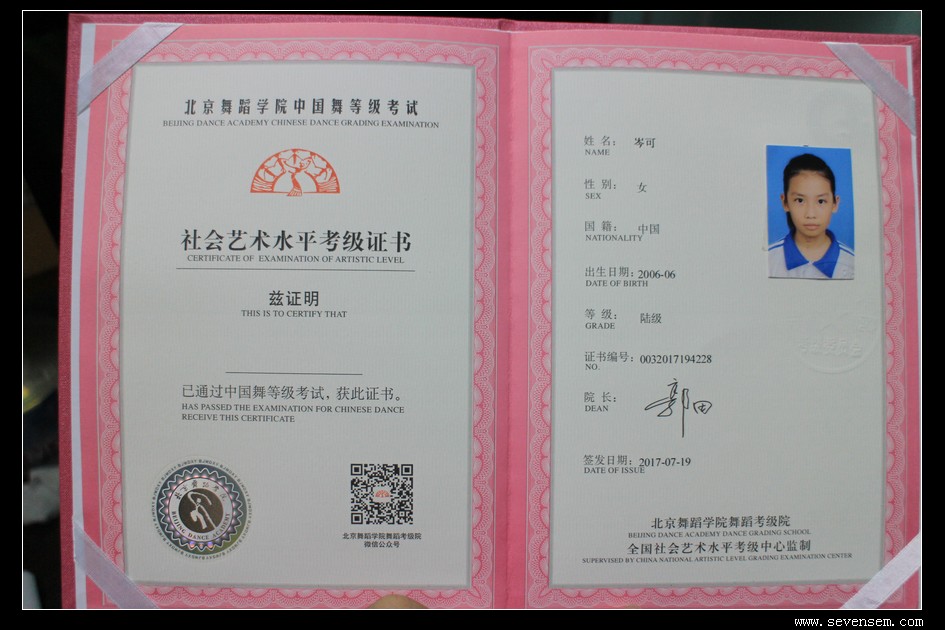 北京舞蹈学院中国舞等级考试
BEIJING DANCE ACADEMY CHINESE DANCE GRADING EXAMINATION
社会艺术水平考级证书
CERTIFICATE OF EXAMINATION OF ARTISTIC LEVEL
兹证明
THIS IS TO CERTIFY THAT
已通过中国舞等级考试，获此证书。
HAS PASSED THE EXAMINATION FOR CHINESE DANCE
RECEIVE THIS CERTIFICATE
BEIJING DANCE ACADEMY
北京舞蹈学院舞蹈考级院
微信公众号
姓 名： 岑可
NAME
性 别： 女
SEX
国 籍： 中国
NATIONALITY
出生日期：2006-06
DATE OF BIRTH
等 级： 陆级
GRADE
证书编号：0032017194228
NO.
院 长：
DEAN
签发日期：2017-07-19
DATE OF ISSUE
北京舞蹈学院舞蹈考级院
BEIJING DANCE ACADEMY DANCE GRADING SCHOOL
全国社会艺术水平考级中心监制
SUPERVISED BY CHINA NATIONAL ARTISTIC LEVEL GRADING EXAMINATION CENTER
www.sevensem.com